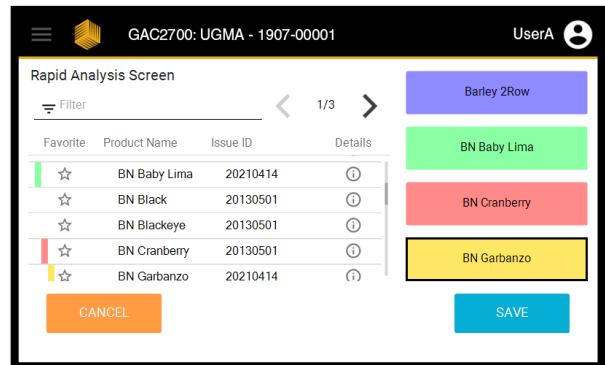 GAC2700: UGMA - 1907-00001 UserA
Rapid Analysis Screen
Filter 1/3
Favorite Product Name Issue ID Details
BN Baby Lima 20210414
BN Black 20130501
BN Blackeye 20130501
BN Cranberry 20130501
BN Garbanzo 20210414
Barley 2Row
BN Baby Lima
BN Cranberry
BN Garbanzo
CANCEL SAVE